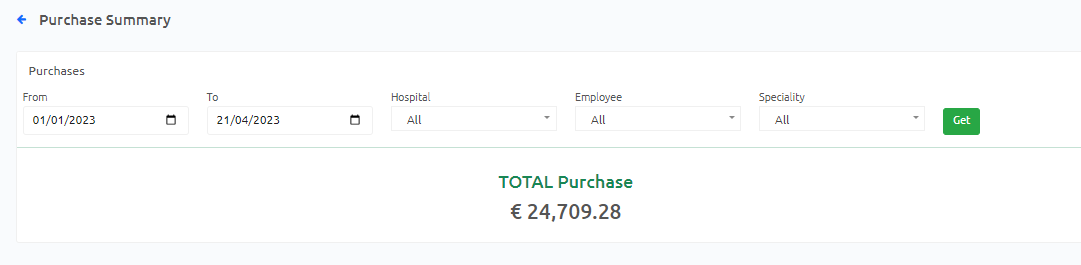 Purchase Summary
Purchases
From To Hospital Employee Speciality
01/01/2023 21/04/2023 All All All Get
TOTAL Purchase
€ 24,709.28